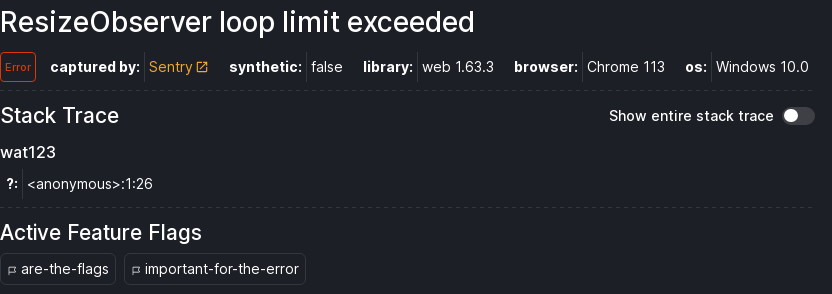 ResizeObserver loop limit exceeded
Error captured by: Sentry synthetic: false library: web 1.63.3 browser: Chrome 113 os: Windows 10.0
Stack Trace Show entire stack trace
wat123
?: <anonymous>:1:26
Active Feature Flags
are-the-flags important-for-the-error